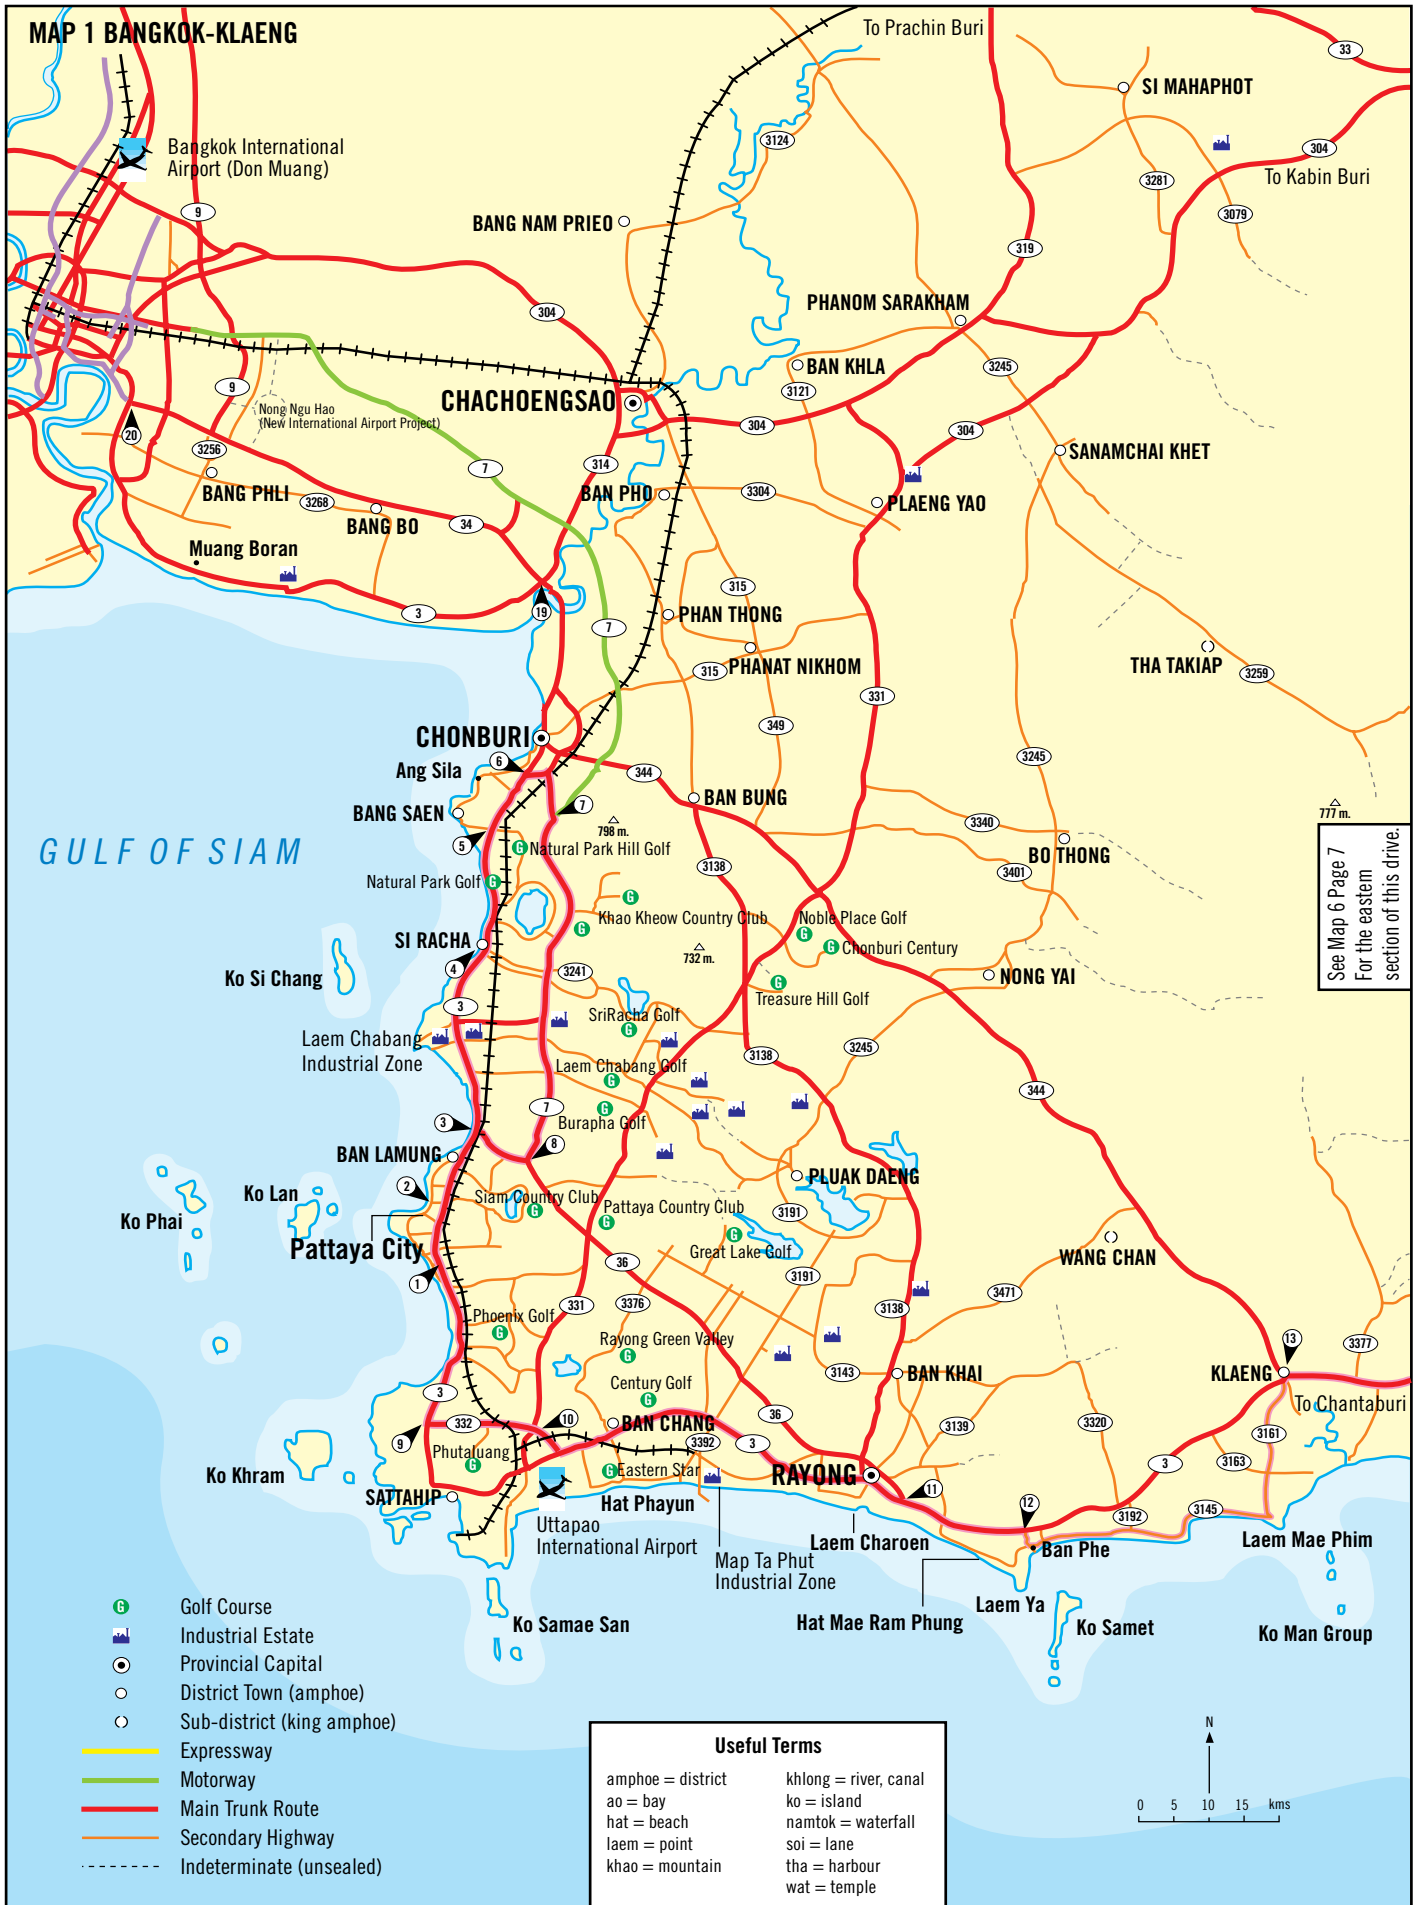 MAP 1 BANGKOK-KLAENG
To Prachin Buri
33
SI MAHAPHOT
3124
304
Bangkok International
Airport (Don Muang)
To Kabin Buri
3281
9
3079
BANG NAM PRIEO
319
PHANOM SARAKHAM
304
BAN KHLA
3245
9
3121
CHACHOENGSAO
Nong Ngu Hao
(New International Airport Project)
304
304
20
3256
SANAMCHAI KHET
7
314
BANG PHLI
BAN PHO
3304
3268
PLAENG YAO
BANG BO
34
Muang Boran
315
3
19
PHAN THONG
7
PHANAT NIKHOM
315
THA TAKIAP
3259
331
349
CHONBURI
3245
6
Ang Sila
344
BAN BUNG
7
BANG SAEN
777 m.
798 m.
3340
GULF OF SIAM
5
Natural Park Hill Golf
BO THONG
3138
3401
Natural Park Golf
See Map 6 Page 7
For the eastern
section of this drive.
Khao Kheow Country Club
Noble Place Golf
SI RACHA
Chonburi Century
732 m.
4
3241
Ko Si Chang
NONG YAI
Treasure Hill Golf
3
SriRacha Golf
Laem Chabang
Industrial Zone
3138
3245
Laem Chabang Golf
344
7
3
Burapha Golf
8
BAN LAMUNG
PLUAK DAENG
2
Ko Lan
Siam Country Club
Pattaya Country Club
3191
Ko Phai
Great Lake Golf
Pattaya City
WANG CHAN
36
3191
1
3471
331
3376
3138
Phoenix Golf
Rayong Green Valley
13
3377
3143
BAN KHAI
KLAENG
Century Golf
3
To Chantaburi
36
10
BAN CHANG
332
3139
3320
3161
9
Phutaluang
3392
3
3
3163
Ko Khram
Eastern Star
RAYONG
11
SATTAHIP
Hat Phayun
12
3192
3145
Uttapao
International Airport
Laem Charoen
Ban Phe
Laem Mae Phim
Map Ta Phut
Industrial Zone
Laem Ya
Hat Mae Ram Phung
Ko Samae San
Ko Samet
Ko Man Group
G Golf Course
Industrial Estate
Provincial Capital
District Town (amphoe)
Sub-district (king amphoe)
Expressway
Motorway
Main Trunk Route
Secondary Highway
Indeterminate (unsealed)
Useful Terms
amphoe = district
ao = bay
hat = beach
laem = point
khao = mountain
khlong = river, canal
ko = island
namtok = waterfall
soi = lane
tha = harbour
wat = temple
N
0 5 10 15 kms